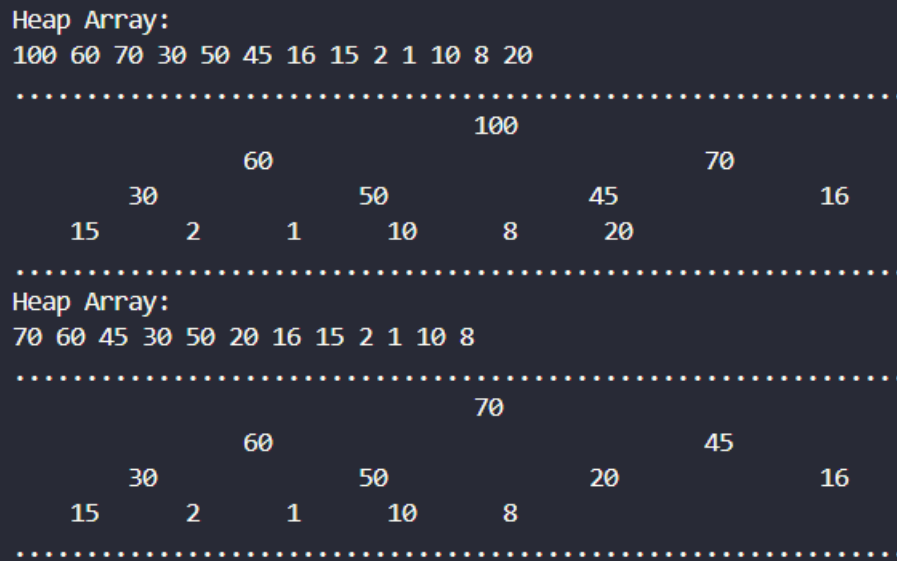 Heap Array:
100 60 70 30 50 45 16 15 2 1 10 8 20
..............................................................
100
60 70
30 50 45 16
15 2 1 10 8 20
..............................................................
Heap Array:
70 60 45 30 50 20 16 15 2 1 10 8
..............................................................
70
60 45
30 50 20 16
15 2 1 10 8
..............................................................